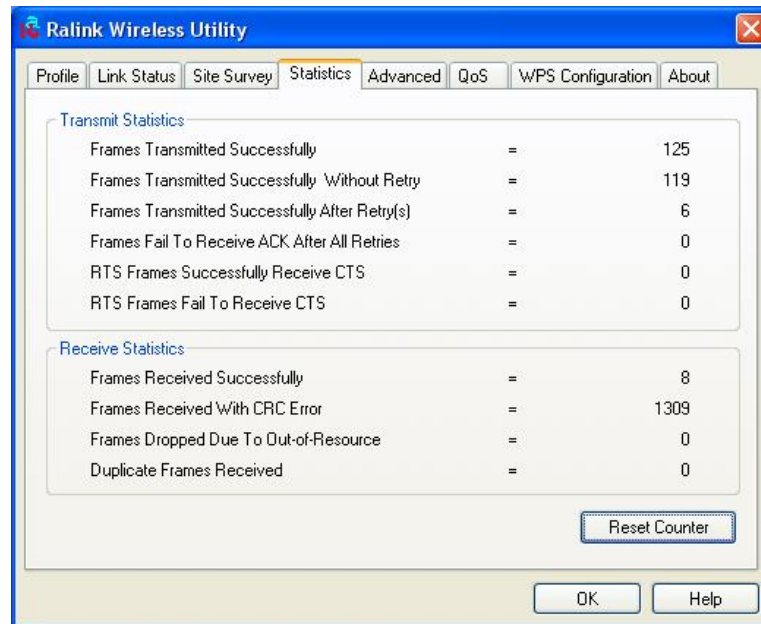 Ralink Wireless Utility
Profile Link Status Site Survey Statistics Advanced QoS WPS Configuration About
Transmit Statistics
Frames Transmitted Successfully = 125
Frames Transmitted Successfully Without Retry = 119
Frames Transmitted Successfully After Retry(s) = 6
Frames Fail To Receive ACK After All Retries = 0
RTS Frames Successfully Receive CTS = 0
RTS Frames Fail To Receive CTS = 0
Receive Statistics
Frames Received Successfully = 8
Frames Received With CRC Error = 1309
Frames Dropped Due To Out-of-Resource = 0
Duplicate Frames Received = 0
Reset Counter
OK Help